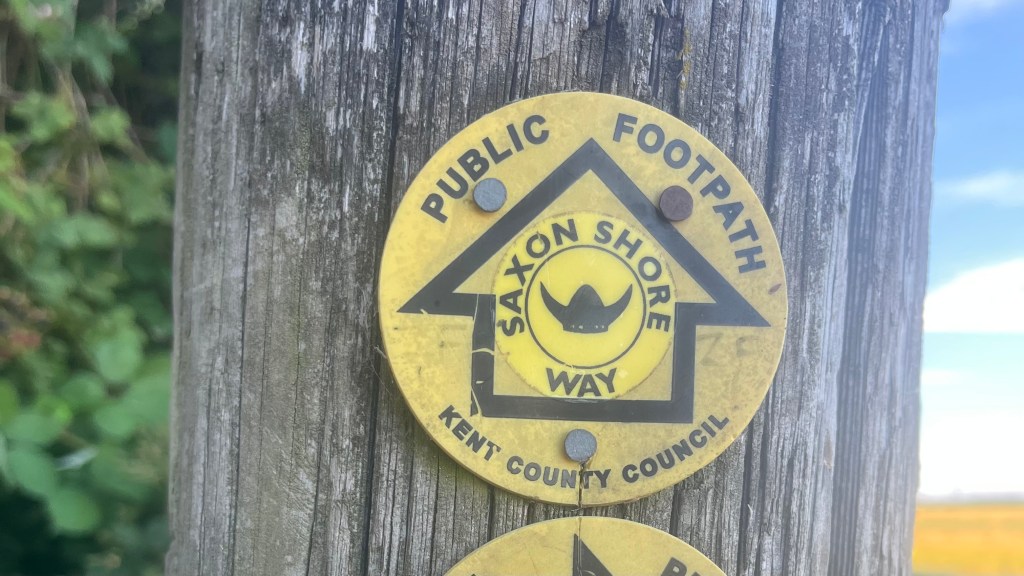 PUBLIC FOOTPATH
SAXON SHORE
WAY
KENT COUNTY COUNCIL